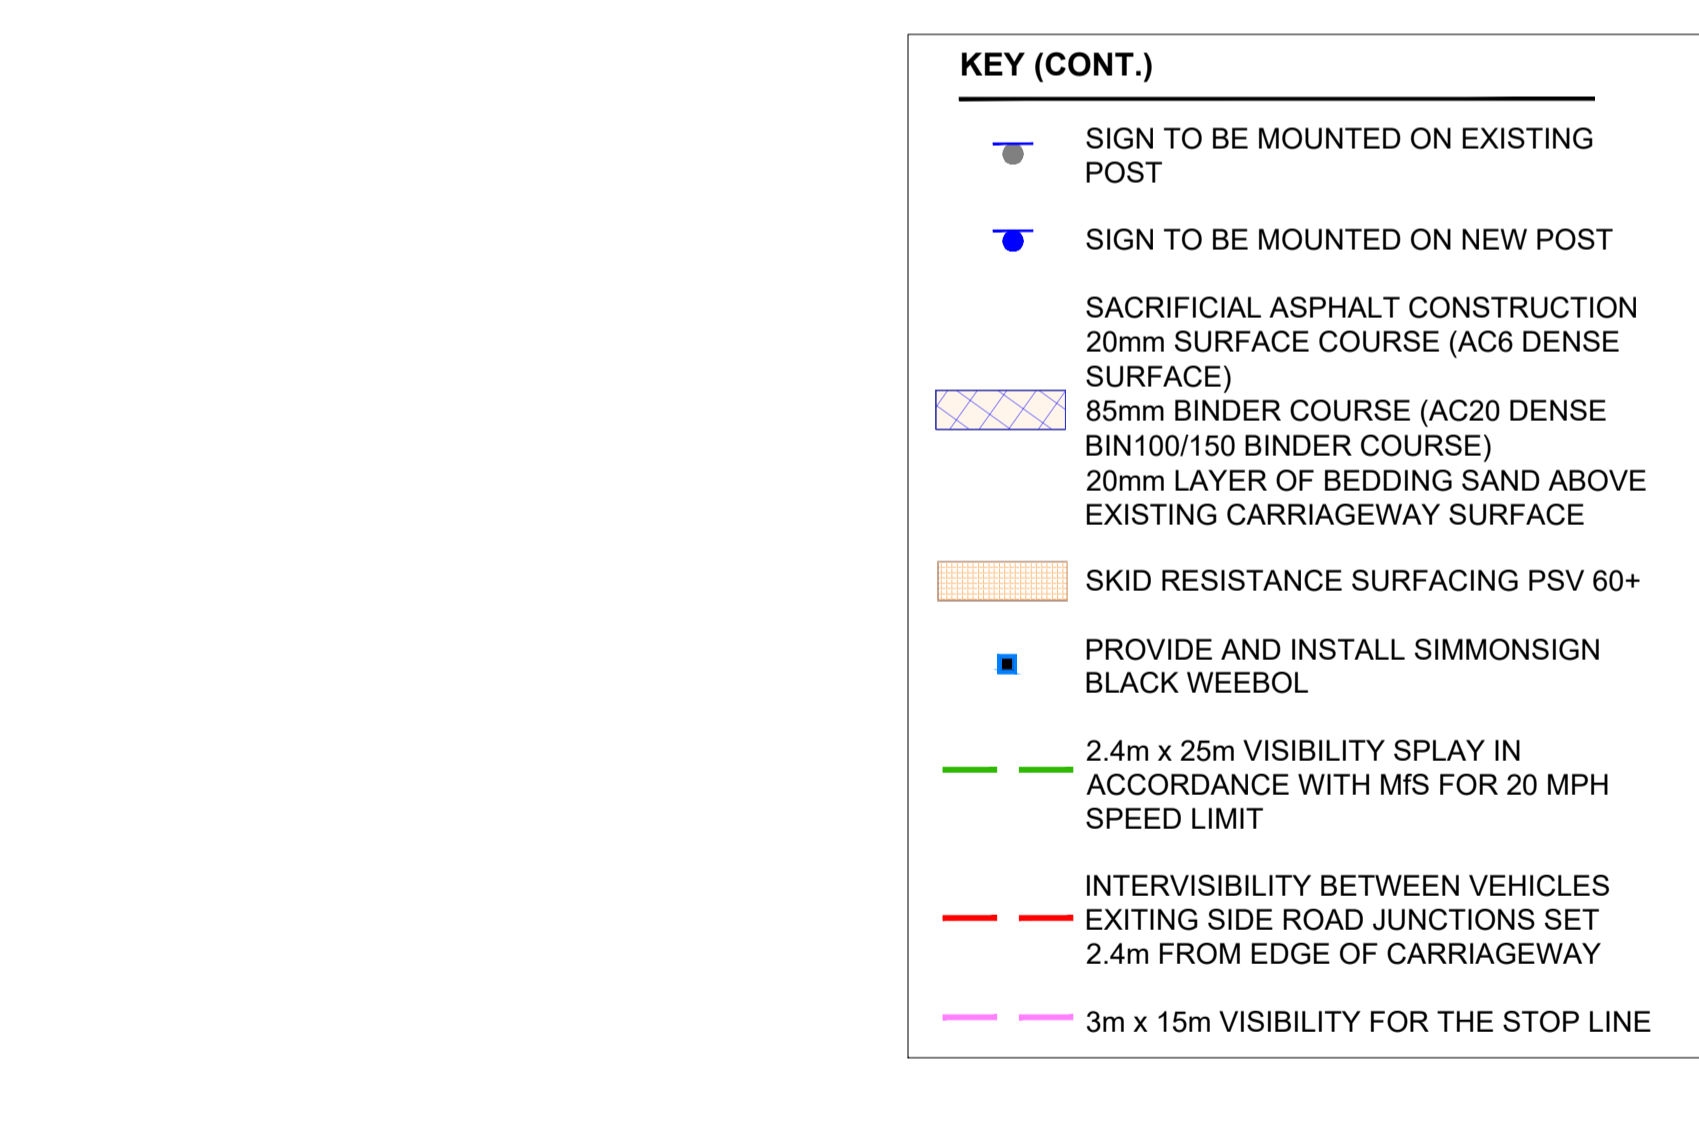 KEY (CONT.)
SIGN TO BE MOUNTED ON EXISTING
POST
SIGN TO BE MOUNTED ON NEW POST
SACRIFICIAL ASPHALT CONSTRUCTION
20mm SURFACE COURSE (AC6 DENSE
SURFACE)
85mm BINDER COURSE (AC20 DENSE
BIN100/150 BINDER COURSE)
20mm LAYER OF BEDDING SAND ABOVE
EXISTING CARRIAGEWAY SURFACE
SKID RESISTANCE SURFACING PSV 60+
PROVIDE AND INSTALL SIMMONSIGN
BLACK WEEBOL
2.4m x 25m VISIBILITY SPLAY IN
ACCORDANCE WITH MfS FOR 20 MPH
SPEED LIMIT
INTERVISIBILITY BETWEEN VEHICLES
EXITING SIDE ROAD JUNCTIONS SET
2.4m FROM EDGE OF CARRIAGEWAY
3m x 15m VISIBILITY FOR THE STOP LINE